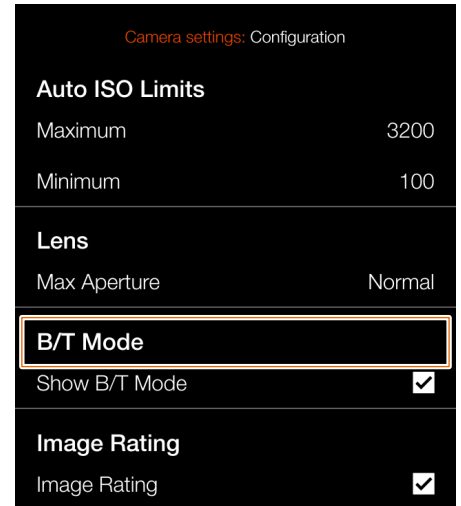 Camera settings: Configuration
Auto ISO Limits
Maximum 3200
Minimum 100
Lens
Max Aperture Normal
B/T Mode
Show B/T Mode
Image Rating
Image Rating